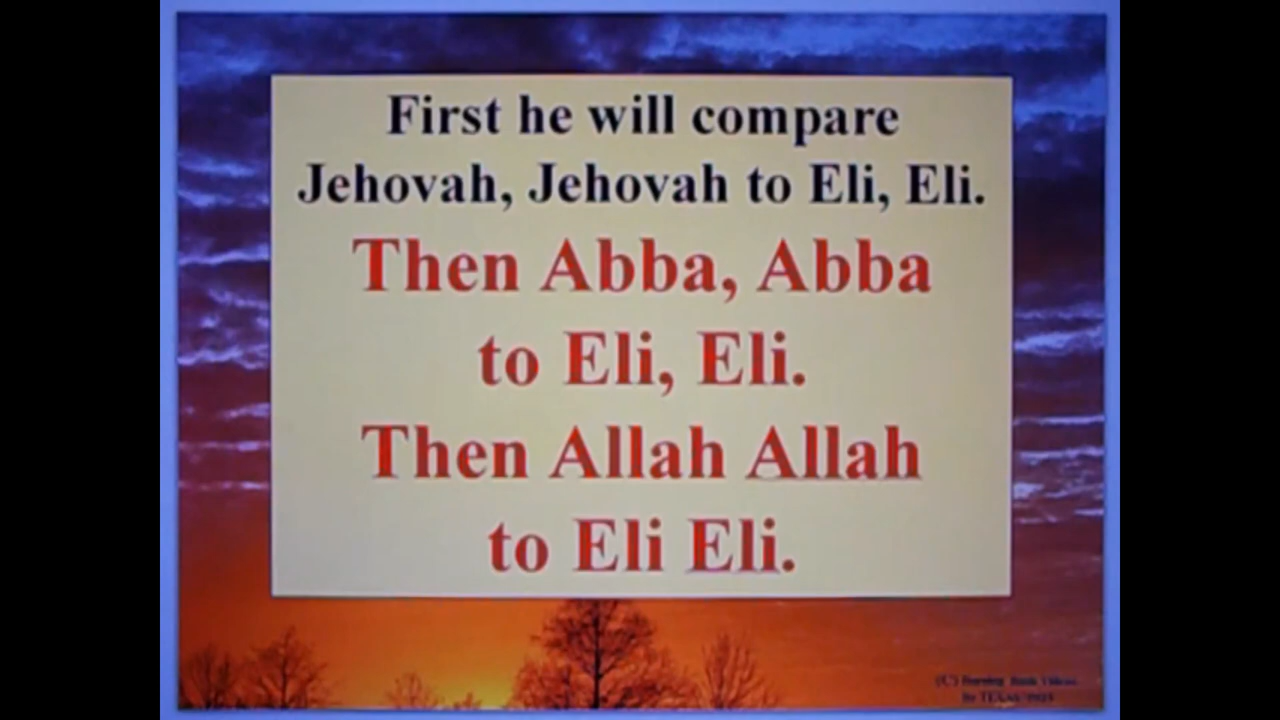 First he will compare
Jehovah, Jehovah to Eli, Eli.
Then Abba, Abba
to Eli, Eli.
Then Allah Allah
to Eli Eli.
(C)